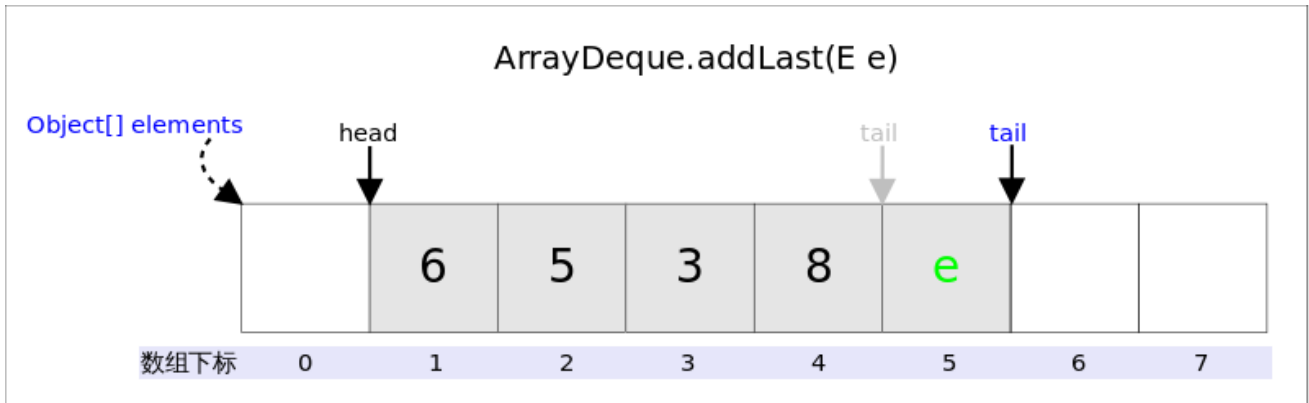 ArrayDeque.addLast(E e)
Object[] elements
head
tail
tail
6 5 3 8 e
数组下标 0 1 2 3 4 5 6 7